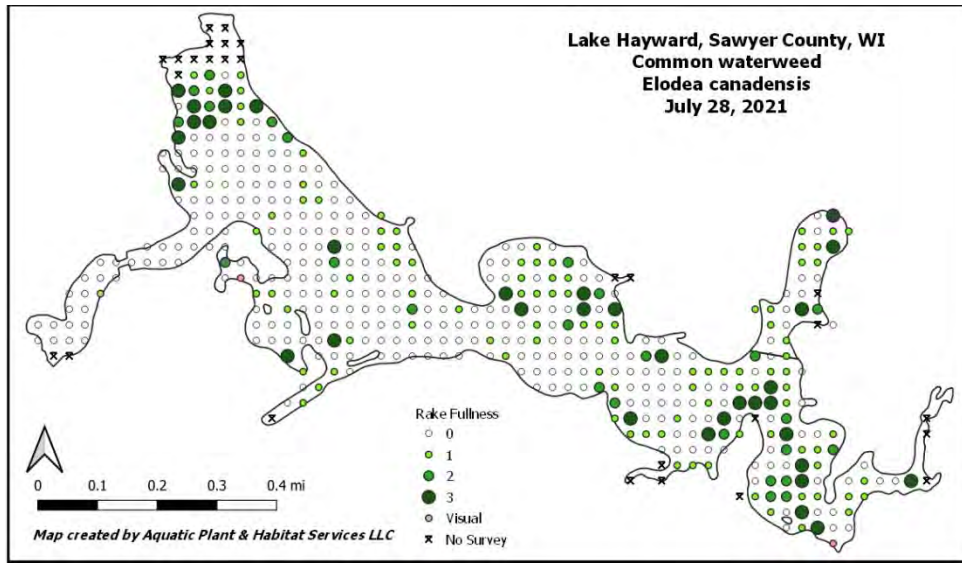 Lake Hayward, Sawyer County, WI
Common waterweed
Elodea canadensis
July 28, 2021
Rake Fullness
0
1
2
3
Visual
No Survey
0 0.1 0.2 0.3 0.4 mi
Map created by Aquatic Plant & Habitat Services LLC